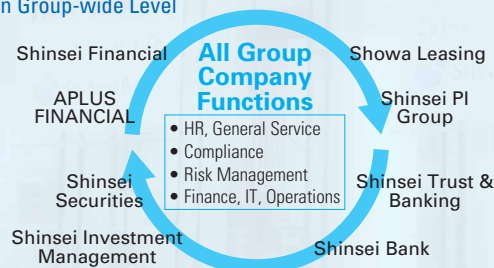 n Group-wide Level
Shinsei Financial
All Group
Company
Functions
Showa Leasing
APLUS
FINANCIAL
Shinsei PI
Group
• HR, General Service
• Compliance
• Risk Management
• Finance, IT, Operations
Shinsei
Securities
Shinsei Trust &
Banking
Shinsei Investment
Management
Shinsei Bank